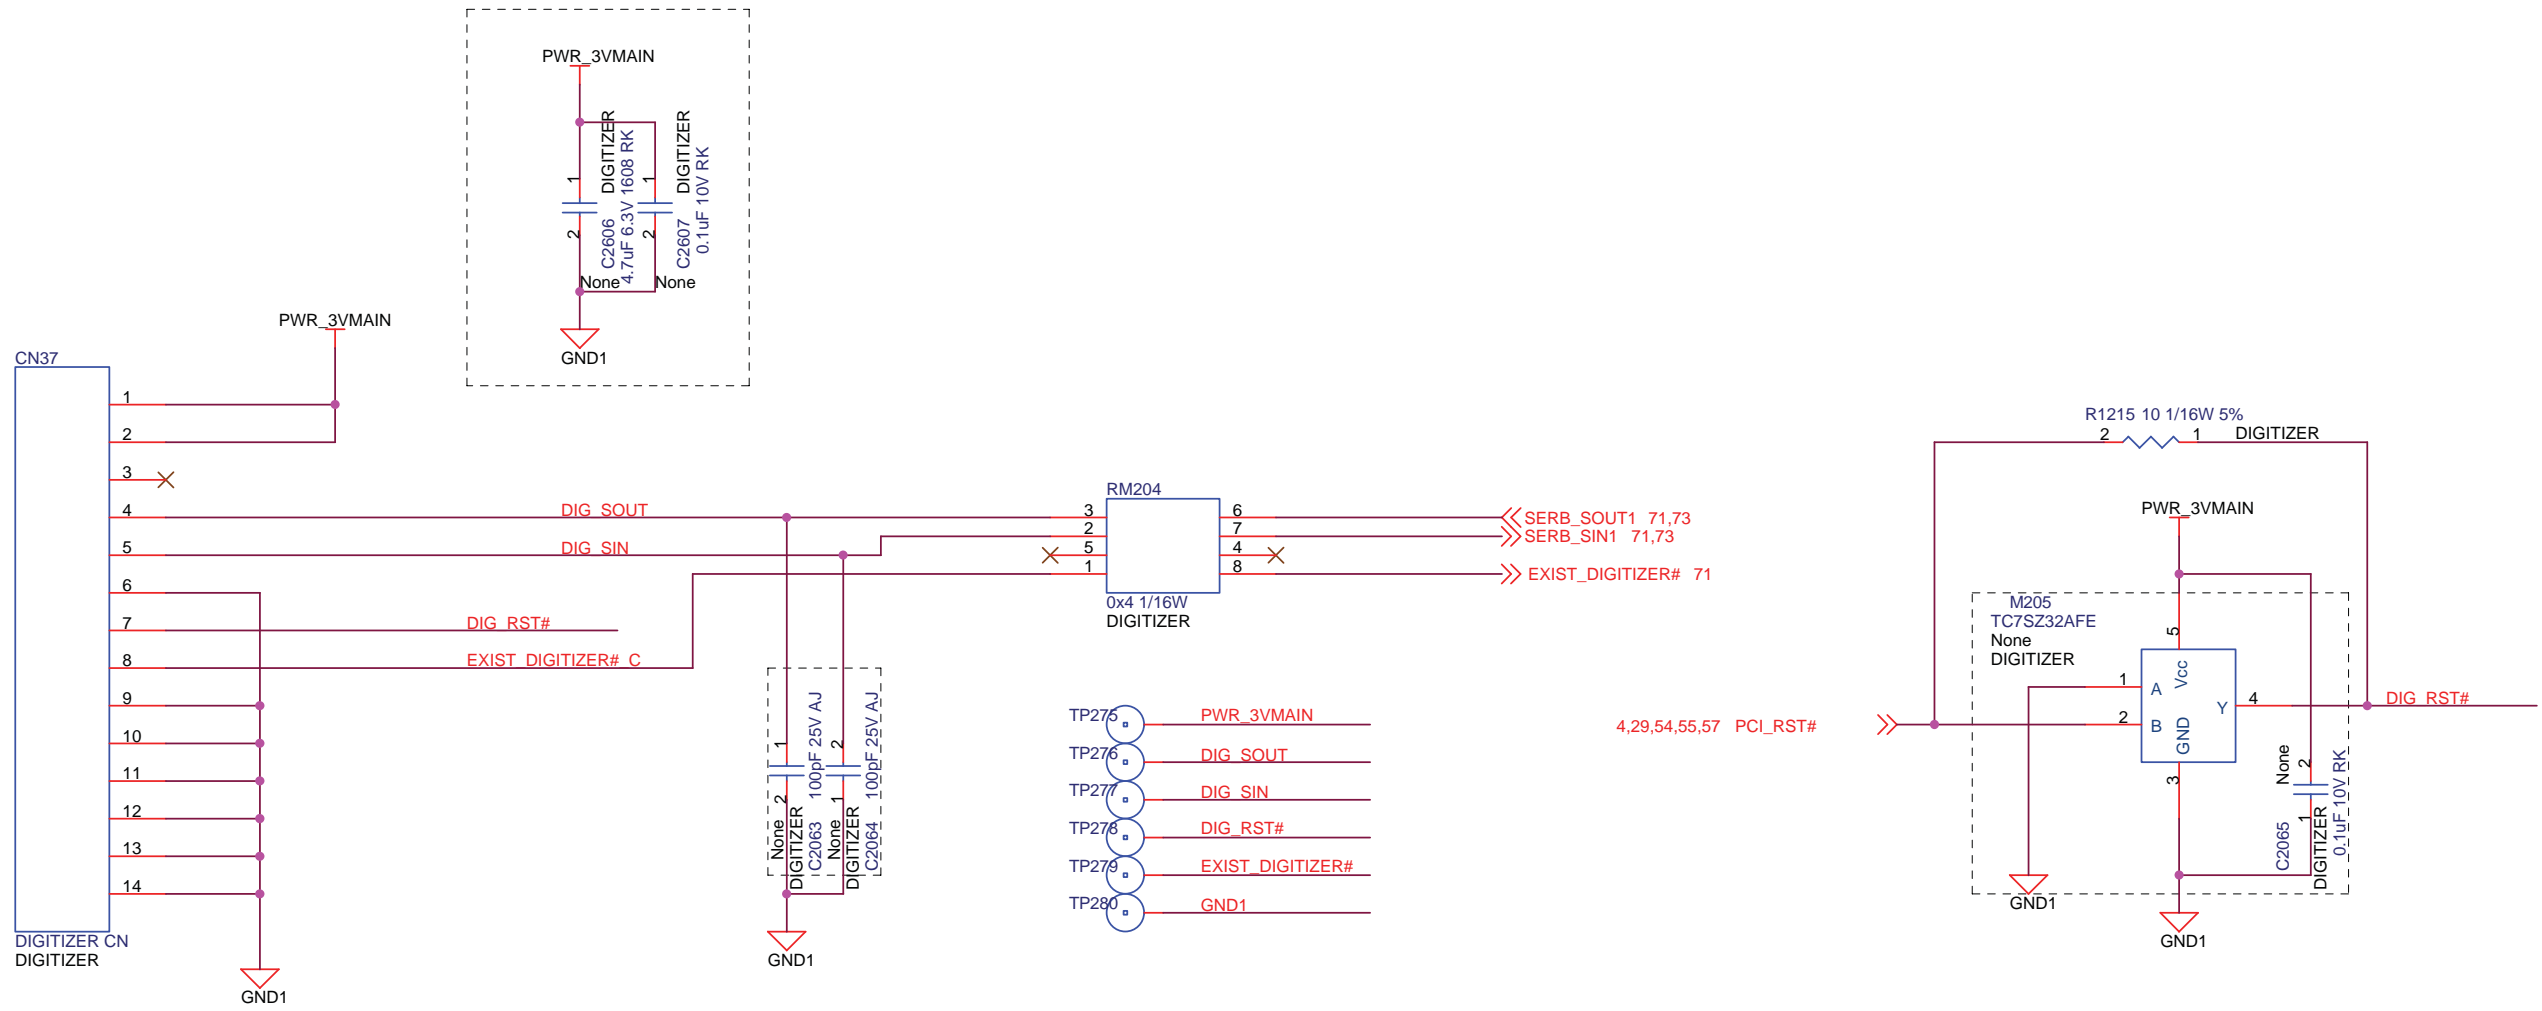 PWR_3VMAIN
1
2
DIGITIZER
C2606
4.7uF 6.3V 1608 RK
None
1
2
DIGITIZER
C2607
0.1uF 10V RK
None
GND1
PWR_3VMAIN
CN37
1
2
3
4
5
6
7
8
9
10
11
12
13
14
DIGITIZER CN
DIGITIZER
GND1
DIG_SOUT
DIG_SIN
DIG_RST#
EXIST_DIGITIZER#_C
1
2
None
DIGITIZER
C2063
100pF 25V AJ
2
1
None
DIGITIZER
C2064
100pF 25V AJ
GND1
RM204
3
2
5
1
6
7
4
8
0x4 1/16W
DIGITIZER
SERB_SOUT1 71,73
SERB_SIN1 71,73
EXIST_DIGITIZER# 71
TP275 PWR_3VMAIN
TP276 DIG_SOUT
TP277 DIG_SIN
TP278 DIG_RST#
TP279 EXIST_DIGITIZER#
TP280 GND1
R1215 10 1/16W 5%
2 1 DIGITIZER
PWR_3VMAIN
M205
TC7SZ32AFE
None
DIGITIZER
5
Vcc
1 A
2 B
Y 4
GND
3
4,29,54,55,57 PCI_RST#
DIG_RST#
None
2
1
C2065
DIGITIZER
0.1uF 10V RK
GND1
GND1